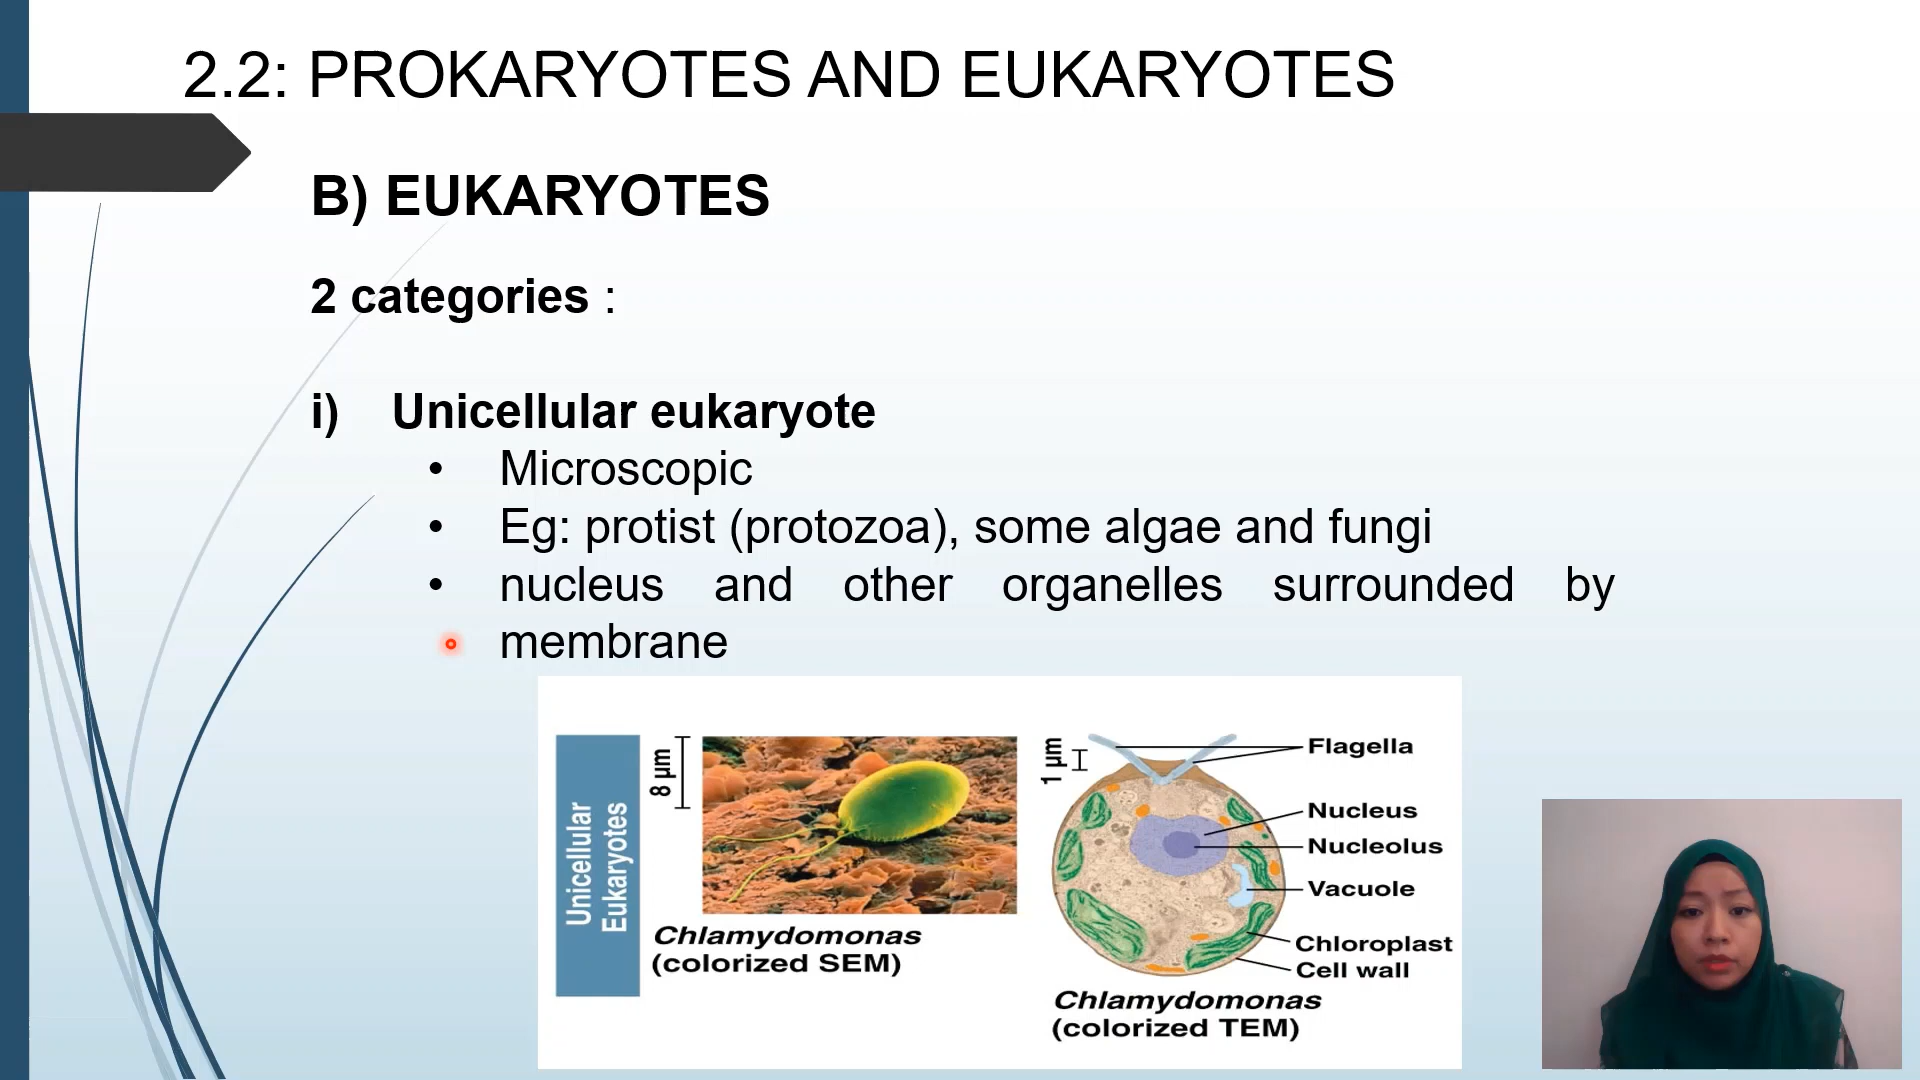 2.2: PROKARYOTES AND EUKARYOTES
B) EUKARYOTES
2 categories :
i) Unicellular eukaryote
• Microscopic
• Eg: protist (protozoa), some algae and fungi
• nucleus and other organelles surrounded by
membrane
Unicellular
Eukaryotes
8 µm
Chlamydomonas
(colorized SEM)
1 µm
Flagella
Nucleus
Nucleolus
Vacuole
Chloroplast
Cell wall
Chlamydomonas
(colorized TEM)